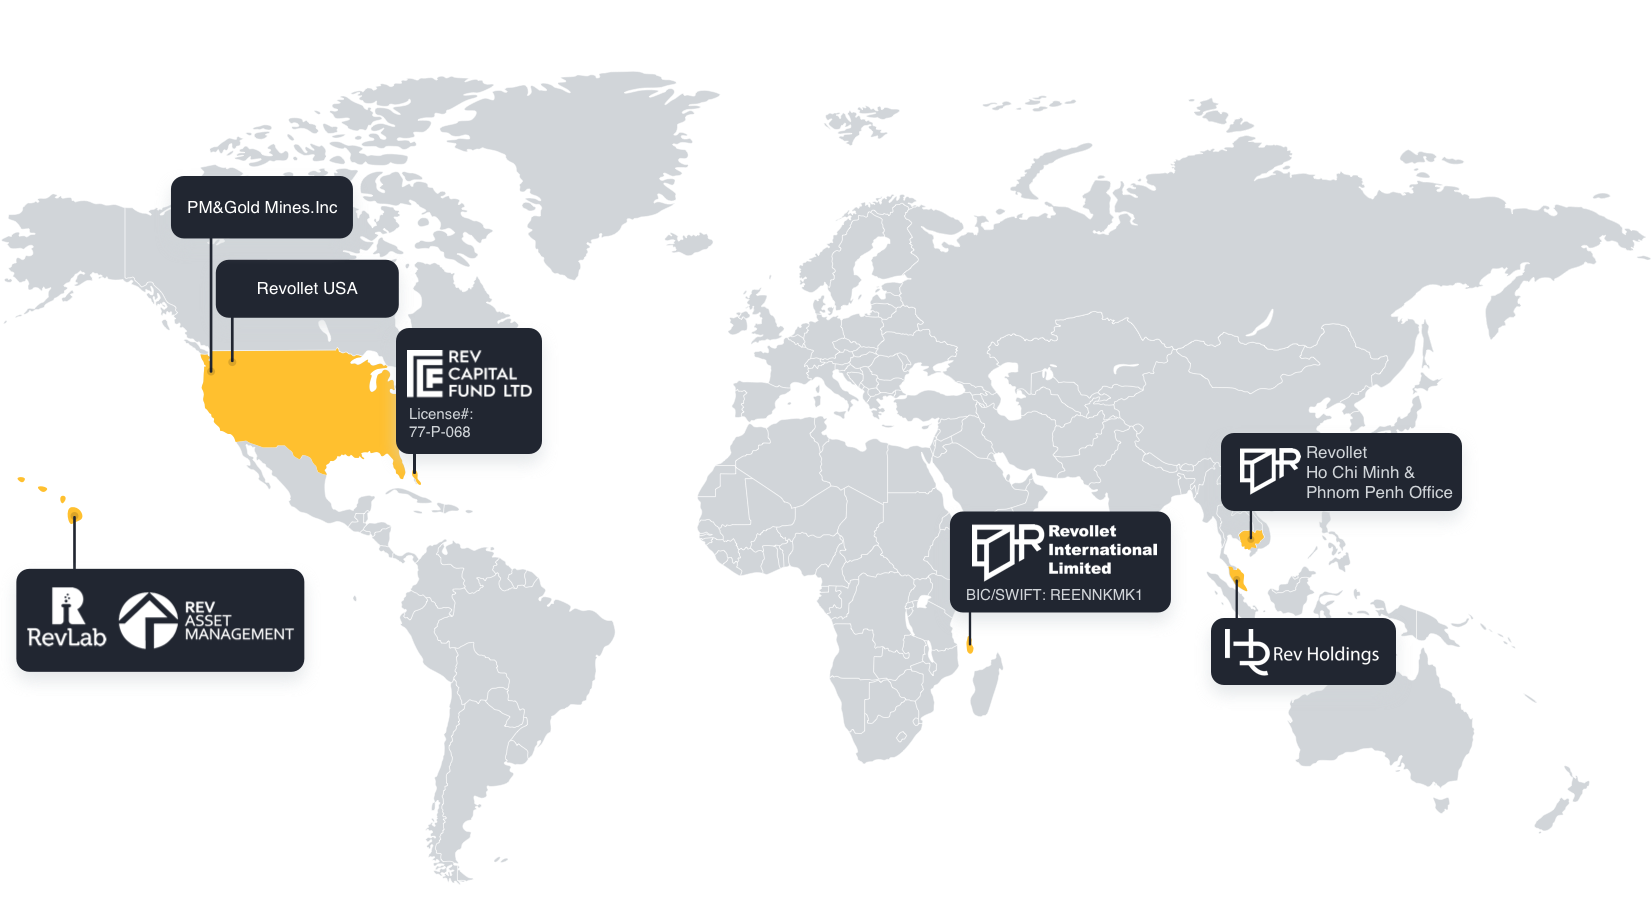 PM&Gold Mines.Inc
Revollet USA
REV
CAPITAL
FUND LTD
License#:
77-P-068
Revollet
Ho Chi Minh &
Phnom Penh Office
Revollet
International
Limited
BIC/SWIFT: REENNKMK1
RevLab
REV
ASSET
MANAGEMENT
Rev Holdings